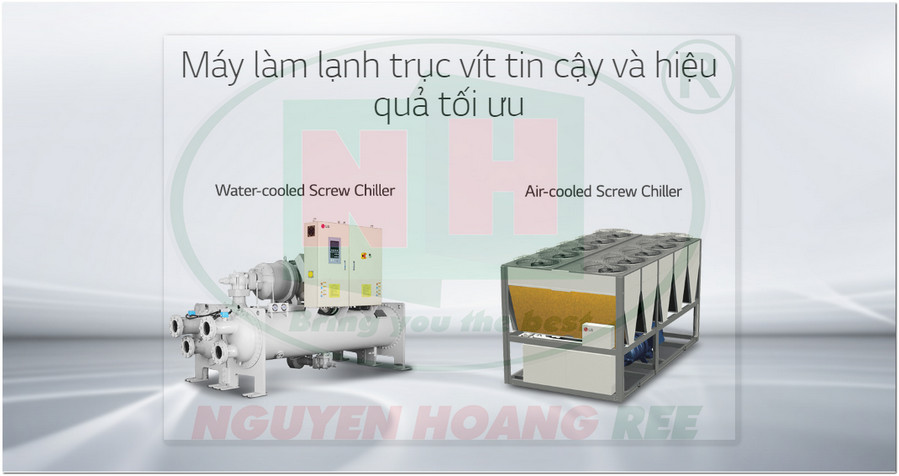 Máy làm lạnh trục vít tin cậy và hiệu
quả tối ưu
®
NH
Water-cooled Screw Chiller
Air-cooled Screw Chiller
LG
Bring you the best
NGUYEN HOANG REE